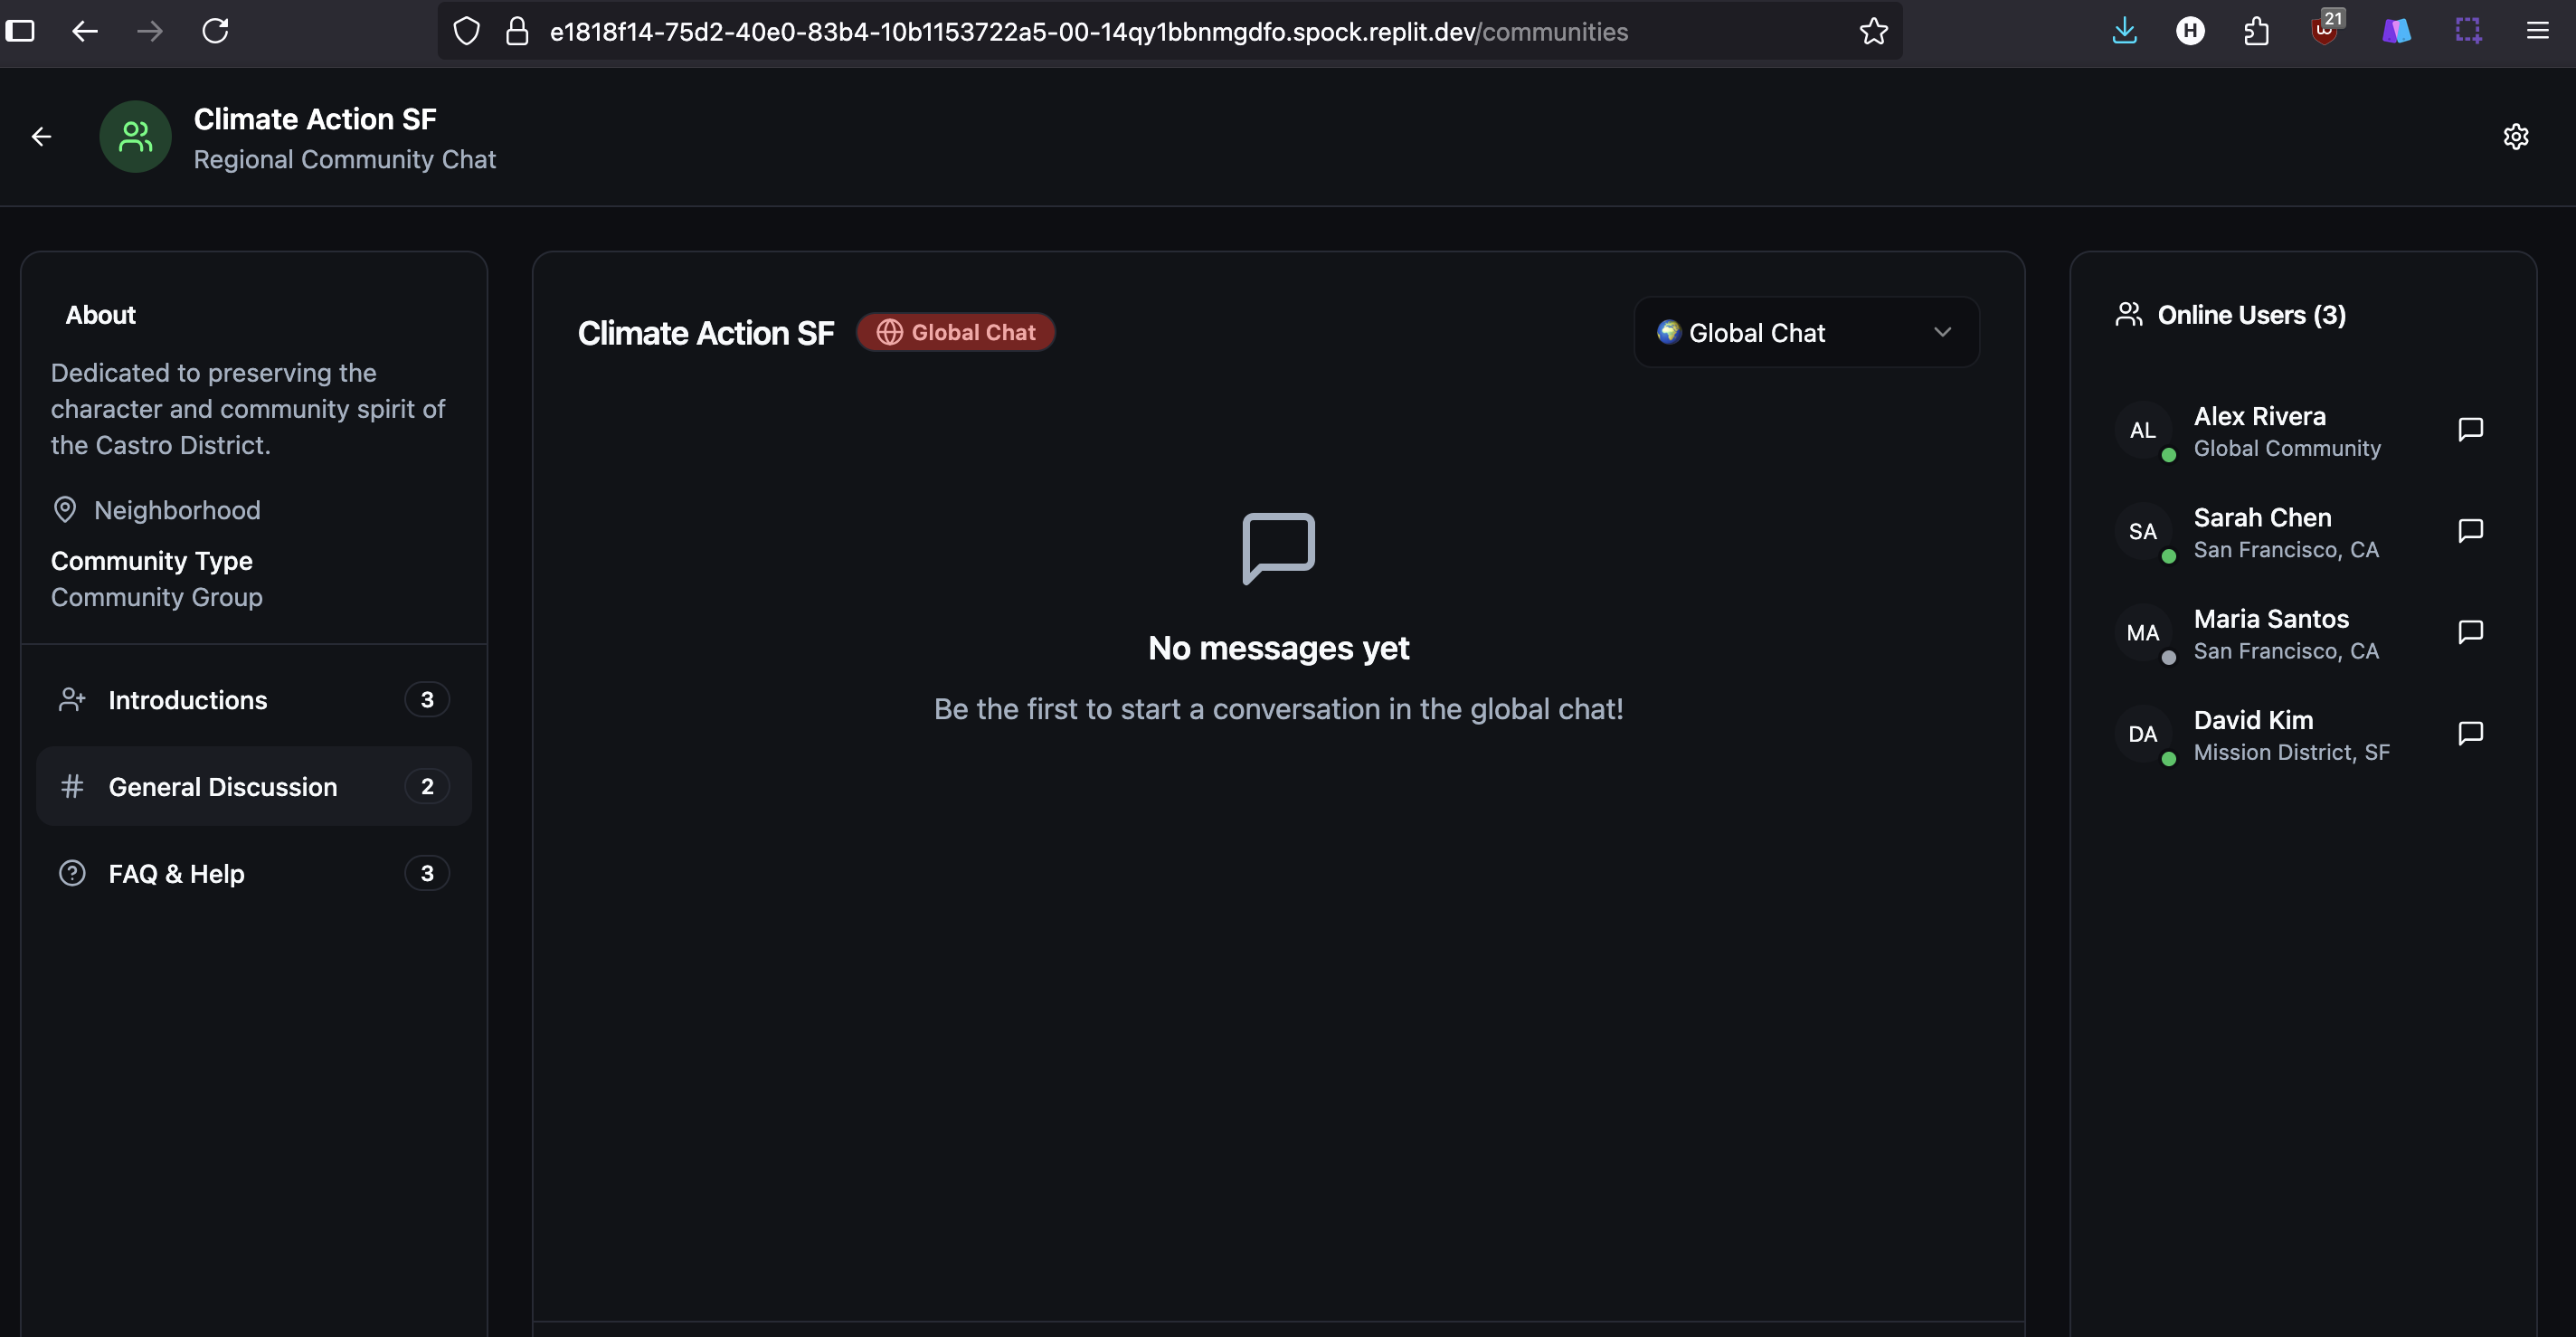 21
e1818f14-75d2-40e0-83b4-10b1153722a5-00-14qy1bbnmgdfo.spock.replit.dev/communities
H
Climate Action SF
Regional Community Chat
About
Dedicated to preserving the
character and community spirit of
the Castro District.
Neighborhood
Community Type
Community Group
Introductions 3
# General Discussion 2
FAQ & Help 3
Climate Action SF Global Chat
🌍 Global Chat
No messages yet
Be the first to start a conversation in the global chat!
Online Users (3)
AL
Alex Rivera
Global Community
SA
Sarah Chen
San Francisco, CA
MA
Maria Santos
San Francisco, CA
DA
David Kim
Mission District, SF